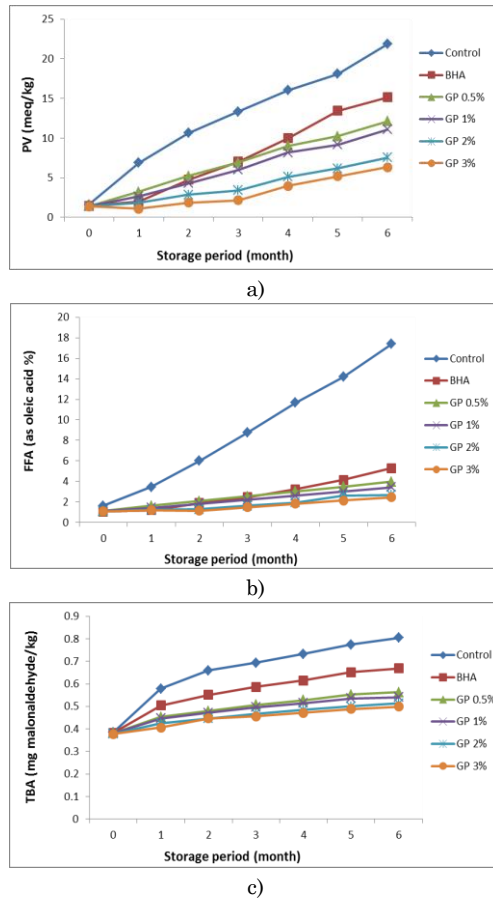 25
20
15
10
5
0
PV (meq/kg)
0 1 2 3 4 5 6
Storage period (month)
Control
BHA
GP 0.5%
GP 1%
GP 2%
GP 3%
a)
20
18
16
14
12
10
8
6
4
2
0
FFA (as oleic acid %)
0 1 2 3 4 5 6
Storage period (month)
Control
BHA
GP 0.5%
GP 1%
GP 2%
GP 3%
b)
0.9
0.8
0.7
0.6
0.5
0.4
0.3
0.2
0.1
0
TBA (mg malonaldehyde/kg)
0 1 2 3 4 5 6
Storage period (month)
Control
BHA
GP 0.5%
GP 1%
GP 2%
GP 3%
c)